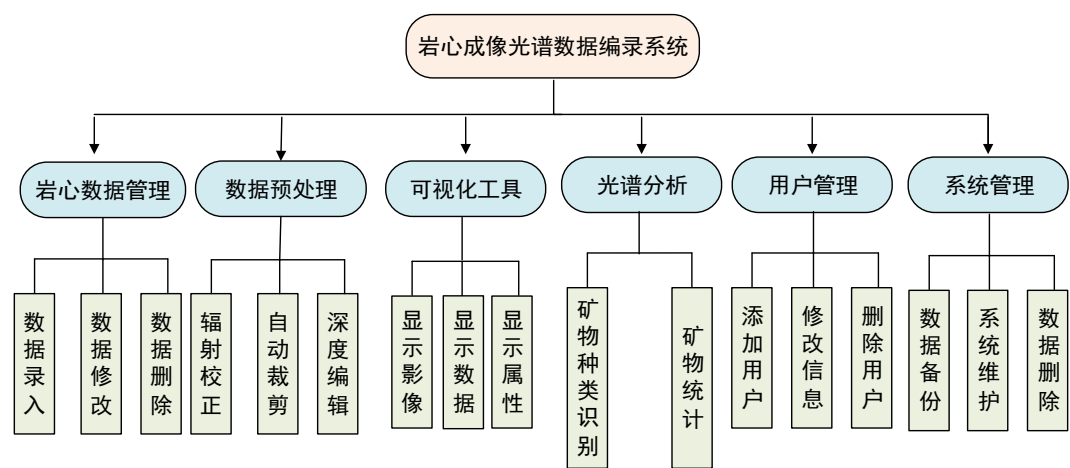 岩心成像光谱数据编录系统
岩心数据管理
数据预处理
可视化工具
光谱分析
用户管理
系统管理
数据录入
数据修改
数据删除
辐射校正
自动裁剪
深度编辑
显示影像
显示数据
显示属性
矿物种类识别
矿物统计
添加用户
修改信息
删除用户
数据备份
系统维护
数据删除